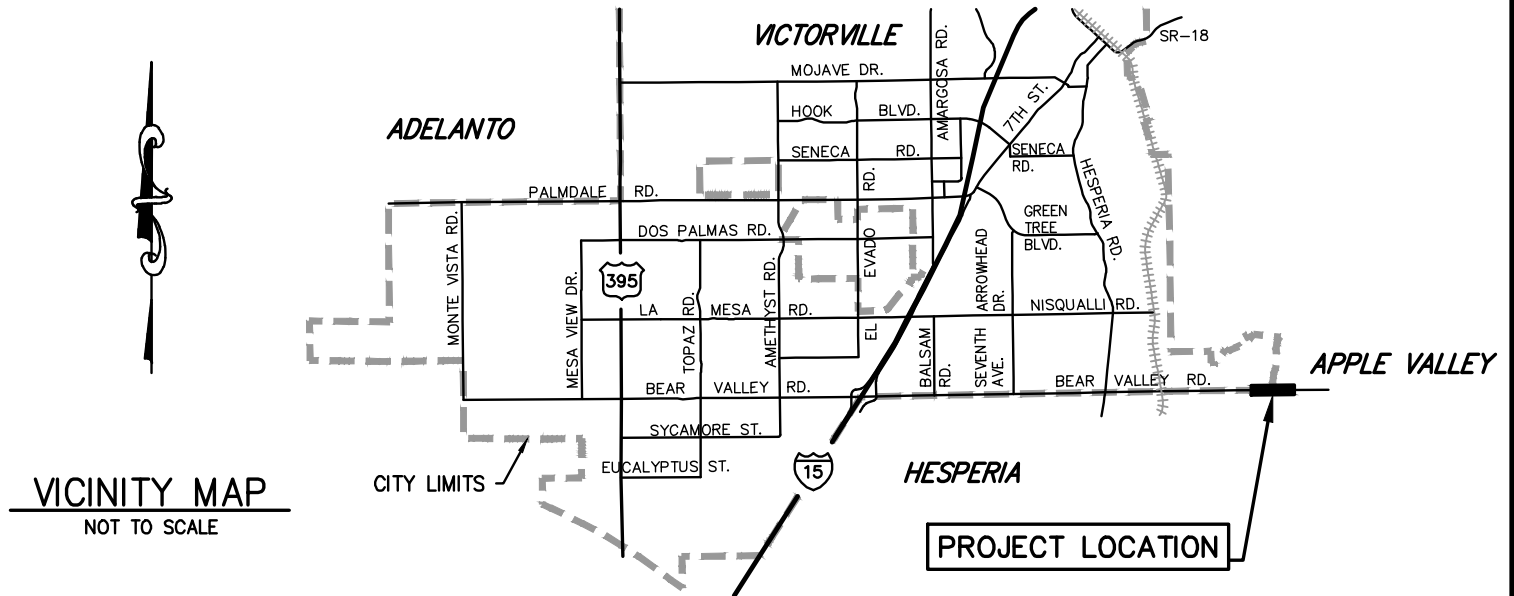 VICTORVILLE
SR-18
MOJAVE DR.
AMARGOSA RD.
ADELANTO
HOOK BLVD.
7TH ST.
SENECA RD.
SENECA
RD.
PALMDALE RD.
HESPERIA RD.
MONTE VISTA RD.
DOS PALMAS RD.
GREEN
TREE
BLVD.
EL EVADO RD.
395
MESA VIEW DR.
TOPAZ RD.
AMETHYST RD.
ARROWHEAD
DR.
LA MESA RD.
NISQUALLI RD.
BALSAM
RD.
SEVENTH
AVE.
APPLE VALLEY
BEAR VALLEY RD.
BEAR VALLEY RD.
SYCAMORE ST.
EUCALYPTUS ST.
15
HESPERIA
CITY LIMITS
VICINITY MAP
NOT TO SCALE
PROJECT LOCATION